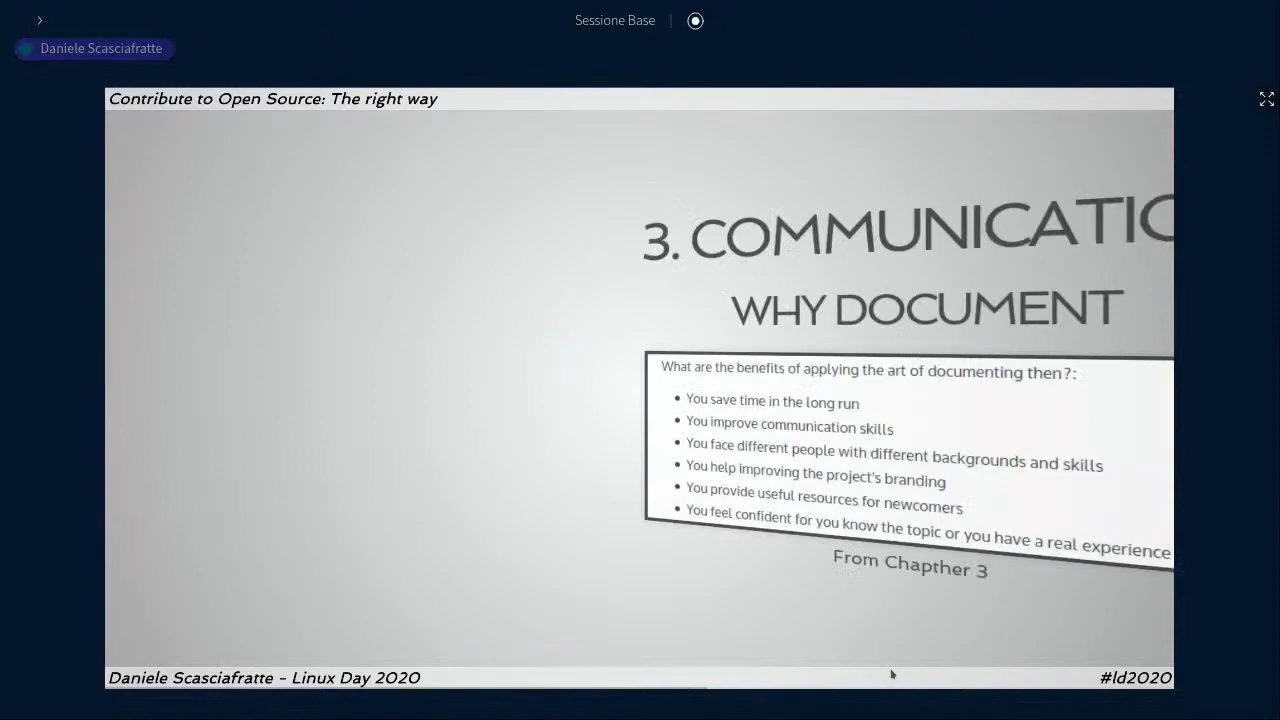 Sessione Base
Daniele Scasciafratte
Contribute to Open Source: The right way
3. COMMUNICATIO
WHY DOCUMENT
What are the benefits of applying the art of documenting then?:
• You save time in the long run
• You improve communication skills
• You face different people with different backgrounds and skills
• You help improving the project's branding
• You provide useful resources for newcomers
• You feel confident for you know the topic or you have a real experience
From Chapther 3
Daniele Scasciafratte - Linux Day 2020
#ld2020